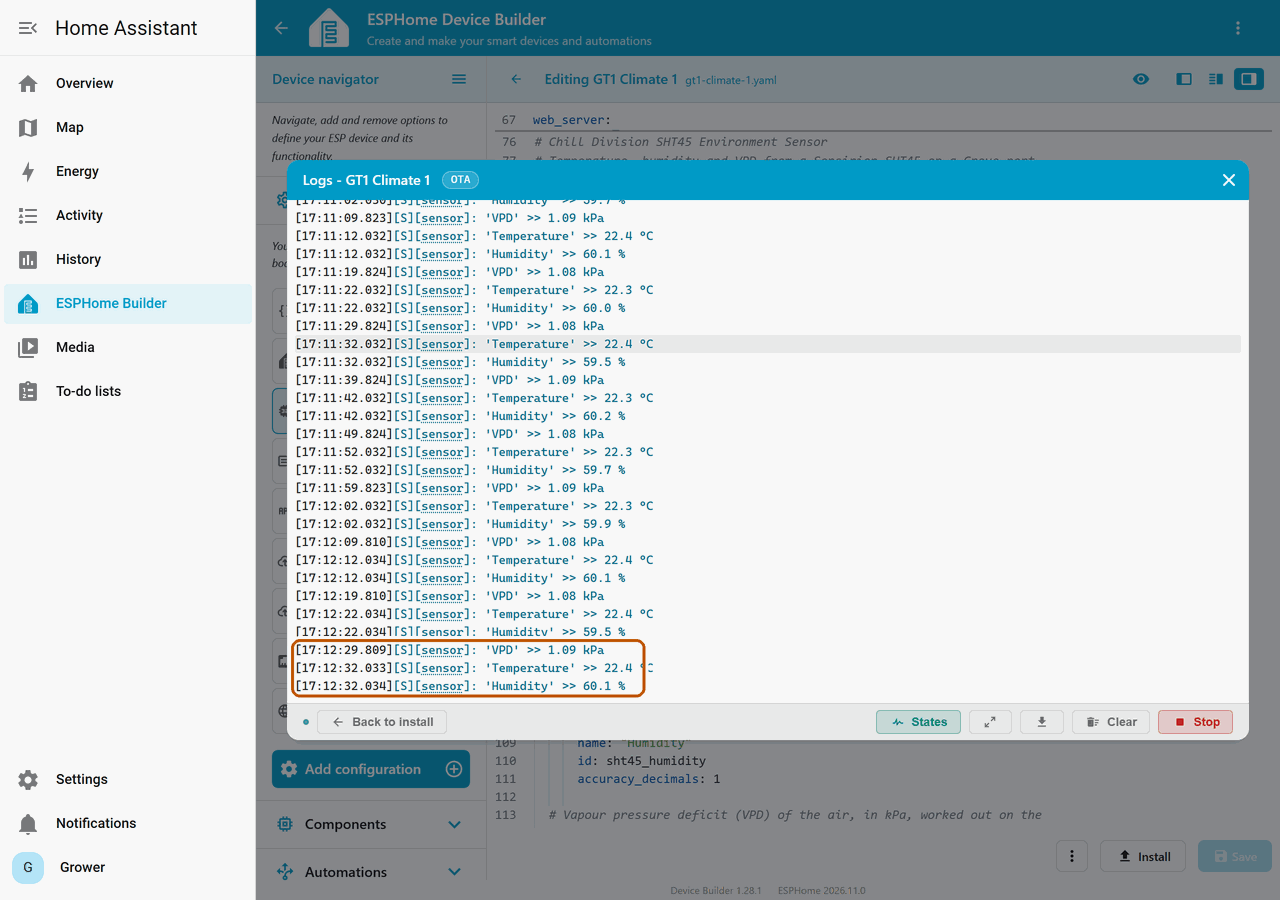 Home Assistant
Overview
Map
Energy
Activity
History
ESPHome Builder
Media
To-do lists
Settings
Notifications
G
Grower
ESPHome Device Builder
Create and make your smart devices and automations
Device navigator
Editing GT1 Climate 1 gt1-climate-1.yaml
Navigate, add and remove options to
define your ESP device and its
functionality.
67 web_server:
76 # Chill Division SHT45 Environment Sensor
Logs - GT1 Climate 1 OTA
[17:11:09.823][S][sensor]: 'VPD' >> 1.09 kPa
[17:11:12.032][S][sensor]: 'Temperature' >> 22.4 °C
[17:11:12.032][S][sensor]: 'Humidity' >> 60.1 %
[17:11:19.824][S][sensor]: 'VPD' >> 1.08 kPa
[17:11:22.032][S][sensor]: 'Temperature' >> 22.3 °C
[17:11:22.032][S][sensor]: 'Humidity' >> 60.0 %
[17:11:29.824][S][sensor]: 'VPD' >> 1.08 kPa
[17:11:32.032][S][sensor]: 'Temperature' >> 22.4 °C
[17:11:32.032][S][sensor]: 'Humidity' >> 59.5 %
[17:11:39.824][S][sensor]: 'VPD' >> 1.09 kPa
[17:11:42.032][S][sensor]: 'Temperature' >> 22.3 °C
[17:11:42.032][S][sensor]: 'Humidity' >> 60.2 %
[17:11:49.824][S][sensor]: 'VPD' >> 1.08 kPa
[17:11:52.032][S][sensor]: 'Temperature' >> 22.3 °C
[17:11:52.032][S][sensor]: 'Humidity' >> 59.7 %
[17:11:59.823][S][sensor]: 'VPD' >> 1.09 kPa
[17:12:02.032][S][sensor]: 'Temperature' >> 22.3 °C
[17:12:02.032][S][sensor]: 'Humidity' >> 59.9 %
[17:12:09.810][S][sensor]: 'VPD' >> 1.08 kPa
[17:12:12.034][S][sensor]: 'Temperature' >> 22.4 °C
[17:12:12.034][S][sensor]: 'Humidity' >> 60.1 %
[17:12:19.810][S][sensor]: 'VPD' >> 1.08 kPa
[17:12:22.034][S][sensor]: 'Temperature' >> 22.4 °C
[17:12:22.034][S][sensor]: 'Humidity' >> 59.5 %
[17:12:29.809][S][sensor]: 'VPD' >> 1.09 kPa
[17:12:32.033][S][sensor]: 'Temperature' >> 22.4 °C
[17:12:32.034][S][sensor]: 'Humidity' >> 60.1 %
Back to install
States
Clear
Stop
109 name: "Humidity"
110 id: sht45_humidity
111 accuracy_decimals: 1
112
113 # Vapour pressure deficit (VPD) of the air, in kPa, worked out on the
Add configuration
Components
Automations
Install
Save
Device Builder 1.28.1 ESPHome 2026.11.0